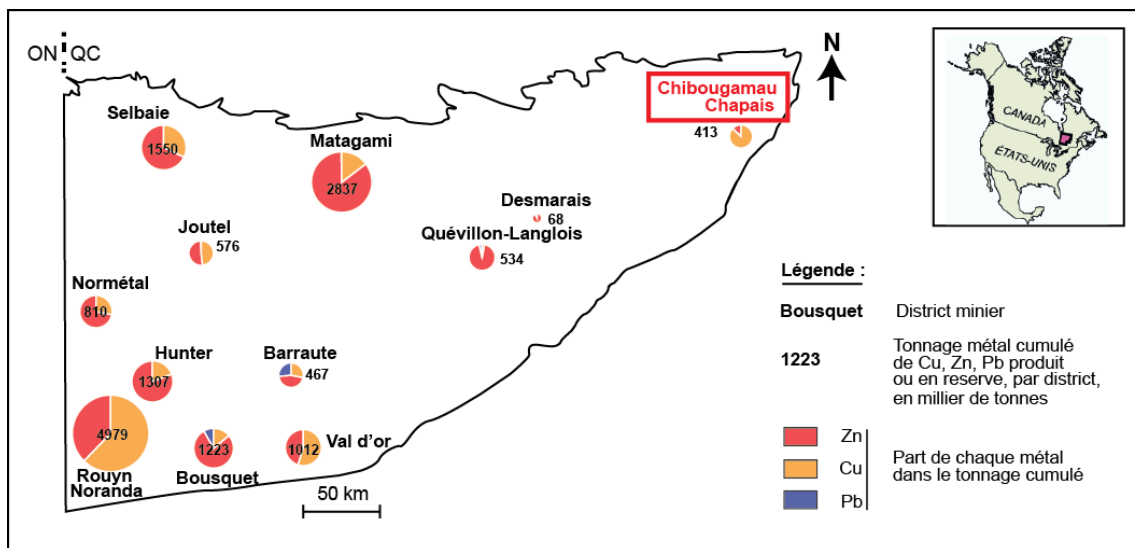 ON QC
N
Chibougamau
Chapais
413
Selbaie
1550
Matagami
2837
Desmarais
68
Joutel
576
Quévillon-Langlois
534
Normétal
810
Hunter
1307
Barraute
467
4979
Rouyn
Noranda
1223
Bousquet
1012
Val d'or
50 km
CANADA
ÉTATS-UNIS
Légende :
Bousquet District minier
1223 Tonnage métal cumulé
de Cu, Zn, Pb produit
ou en reserve, par district,
en millier de tonnes
Zn
Cu
Pb
Part de chaque métal
dans le tonnage cumulé